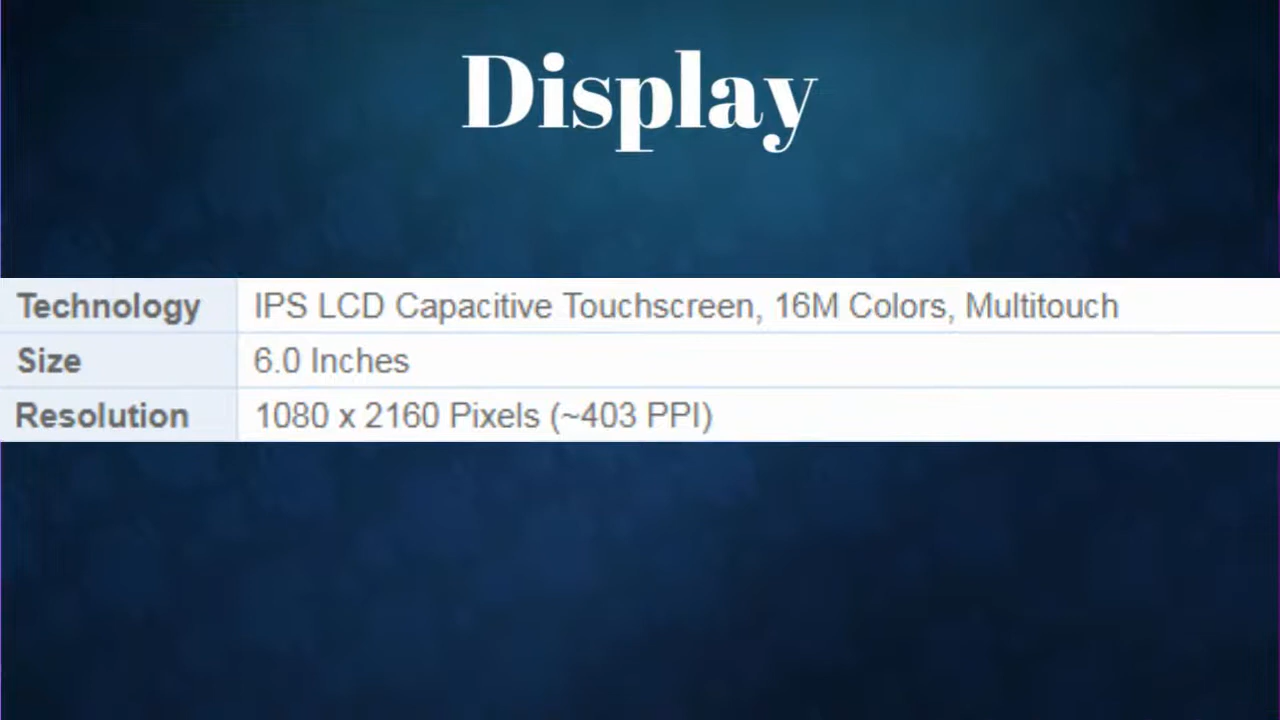 Display
Technology IPS LCD Capacitive Touchscreen, 16M Colors, Multitouch
Size 6.0 Inches
Resolution 1080 x 2160 Pixels (~403 PPI)